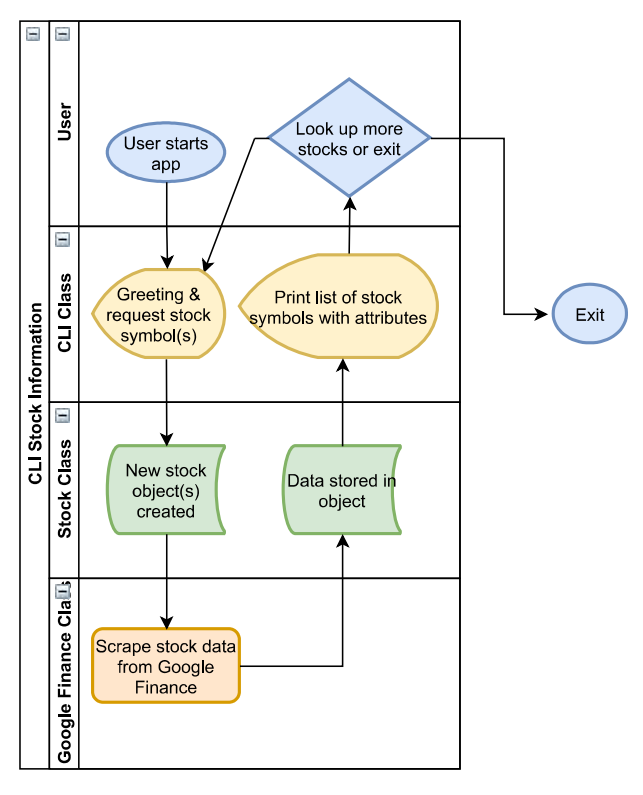 CLI Stock Information
User
CLI Class
Stock Class
Google Finance Class
User starts
app
Look up more
stocks or exit
Greeting &
request stock
symbol(s)
Print list of stock
symbols with attributes
Exit
New stock
object(s)
created
Data stored in
object
Scrape stock data
from Google
Finance